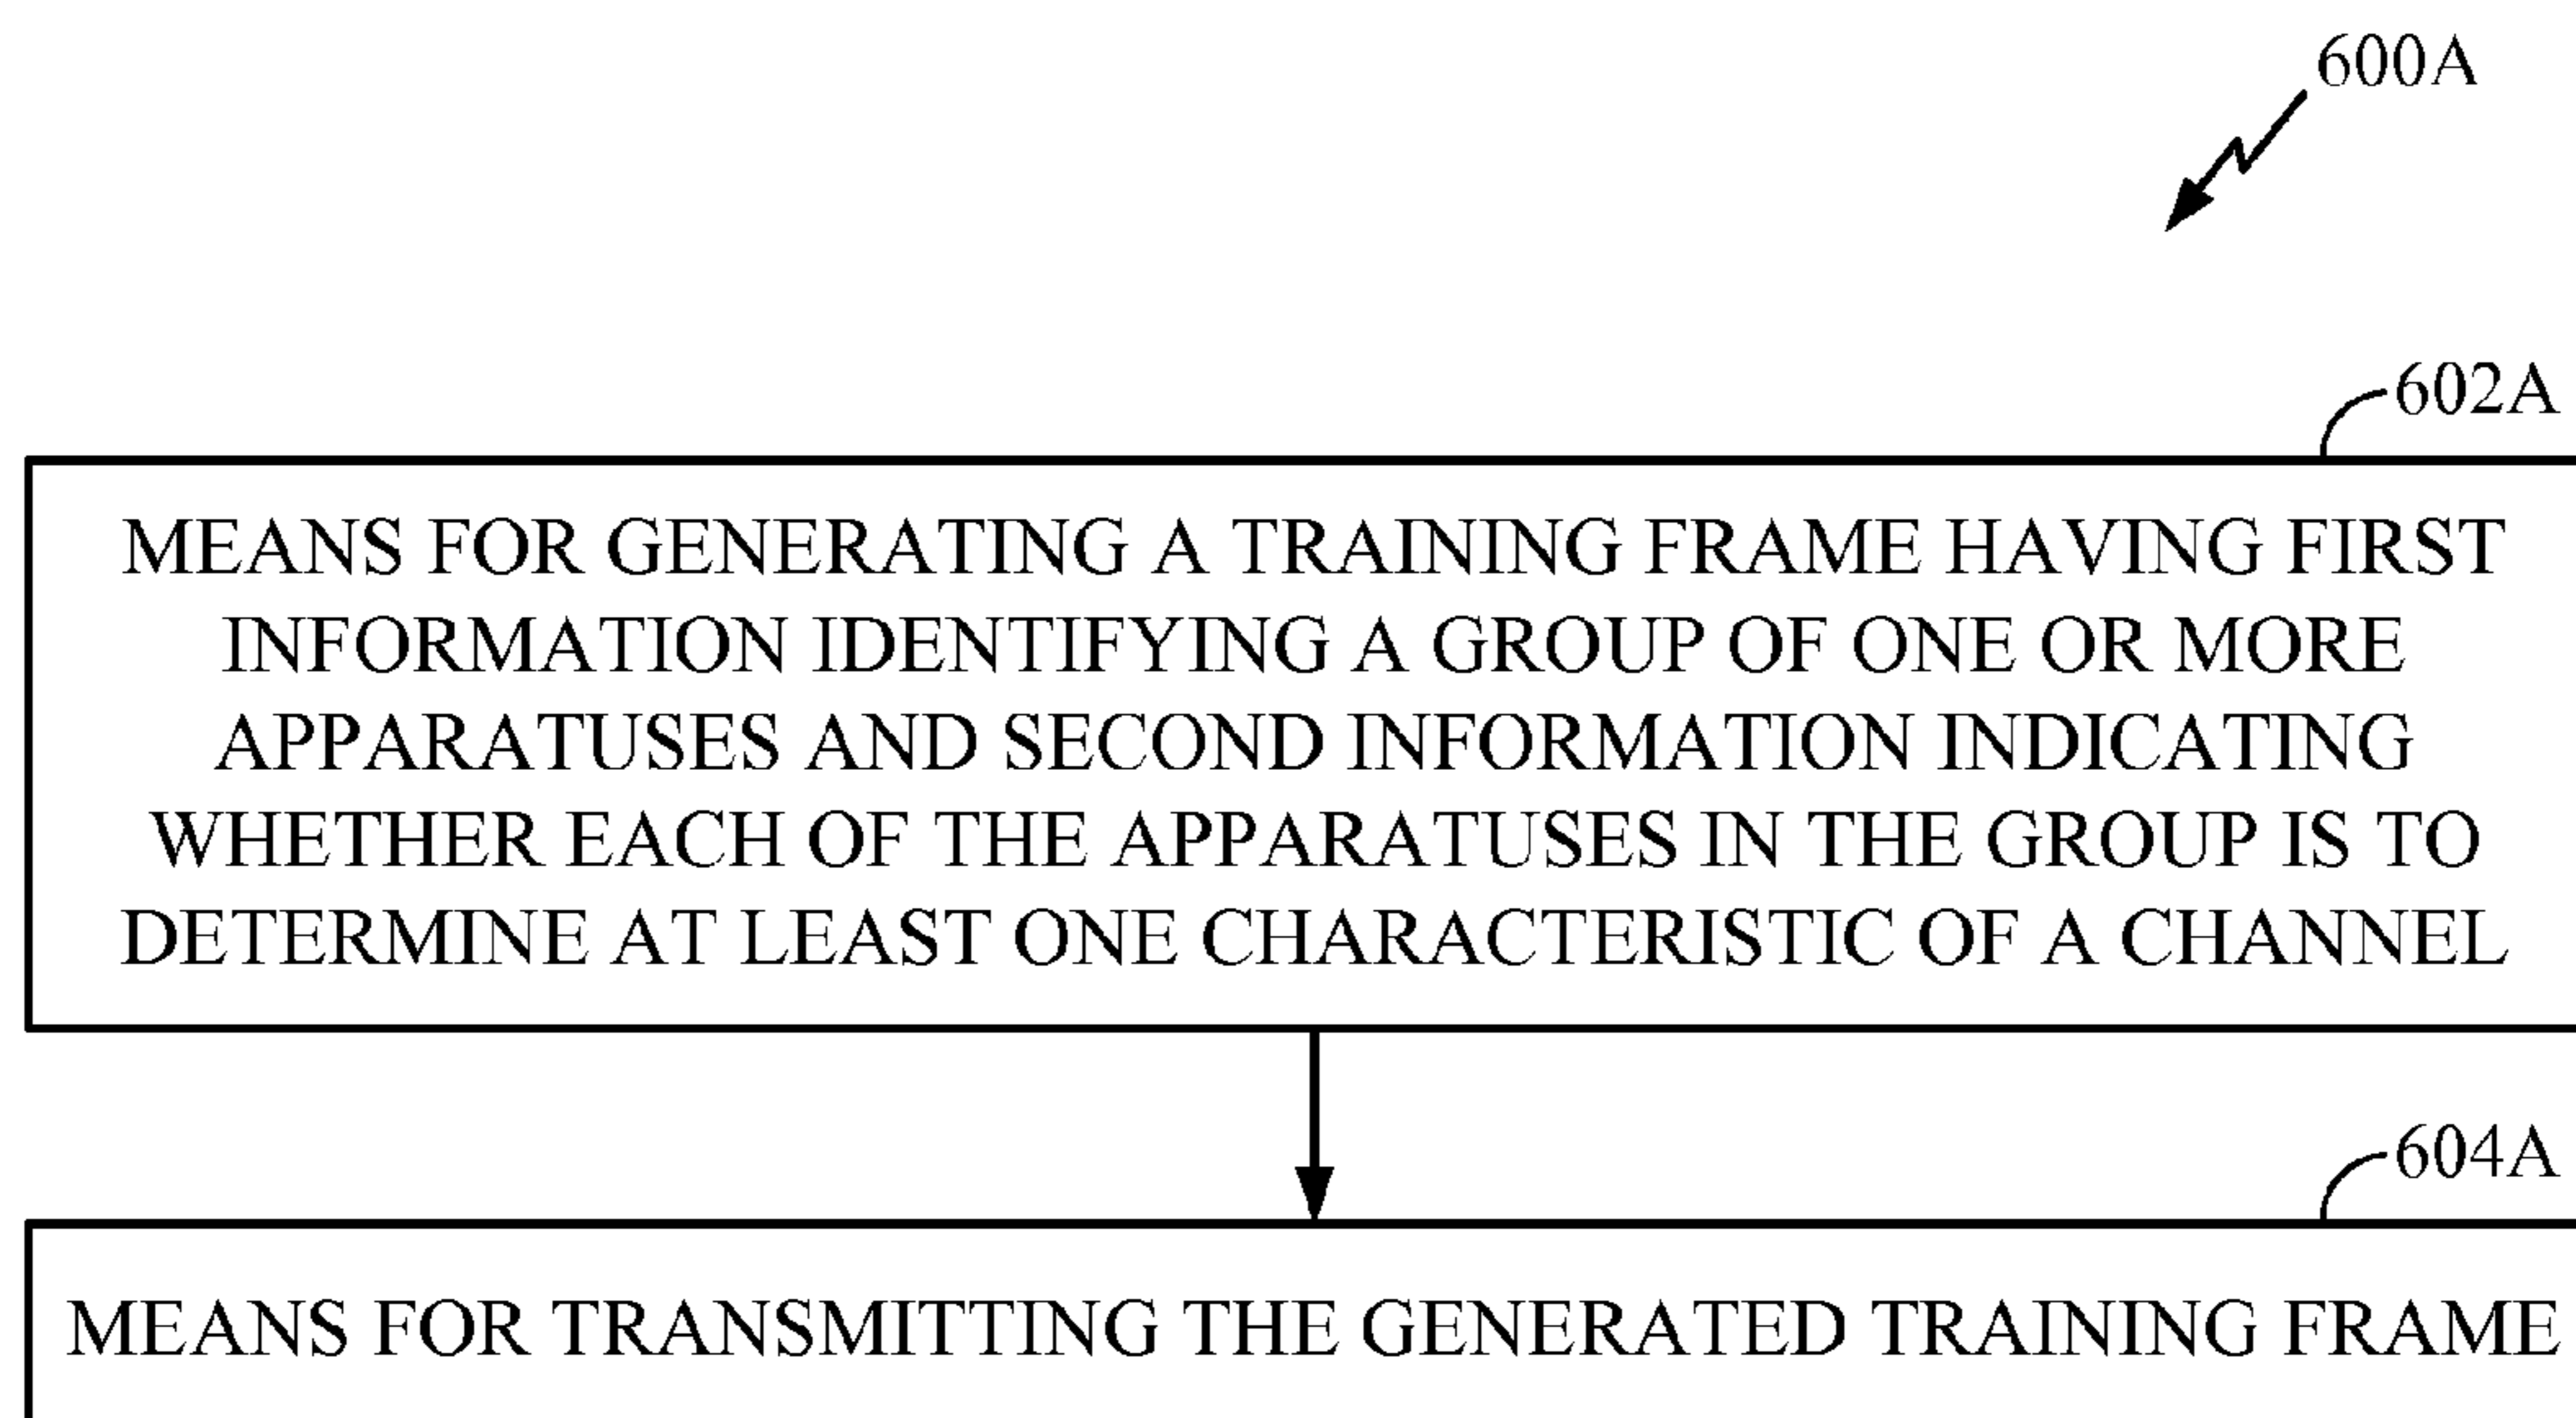 600A
602A
MEANS FOR GENERATING A TRAINING FRAME HAVING FIRST
INFORMATION IDENTIFYING A GROUP OF ONE OR MORE
APPARATUSES AND SECOND INFORMATION INDICATING
WHETHER EACH OF THE APPARATUSES IN THE GROUP IS TO
DETERMINE AT LEAST ONE CHARACTERISTIC OF A CHANNEL
604A
MEANS FOR TRANSMITTING THE GENERATED TRAINING FRAME